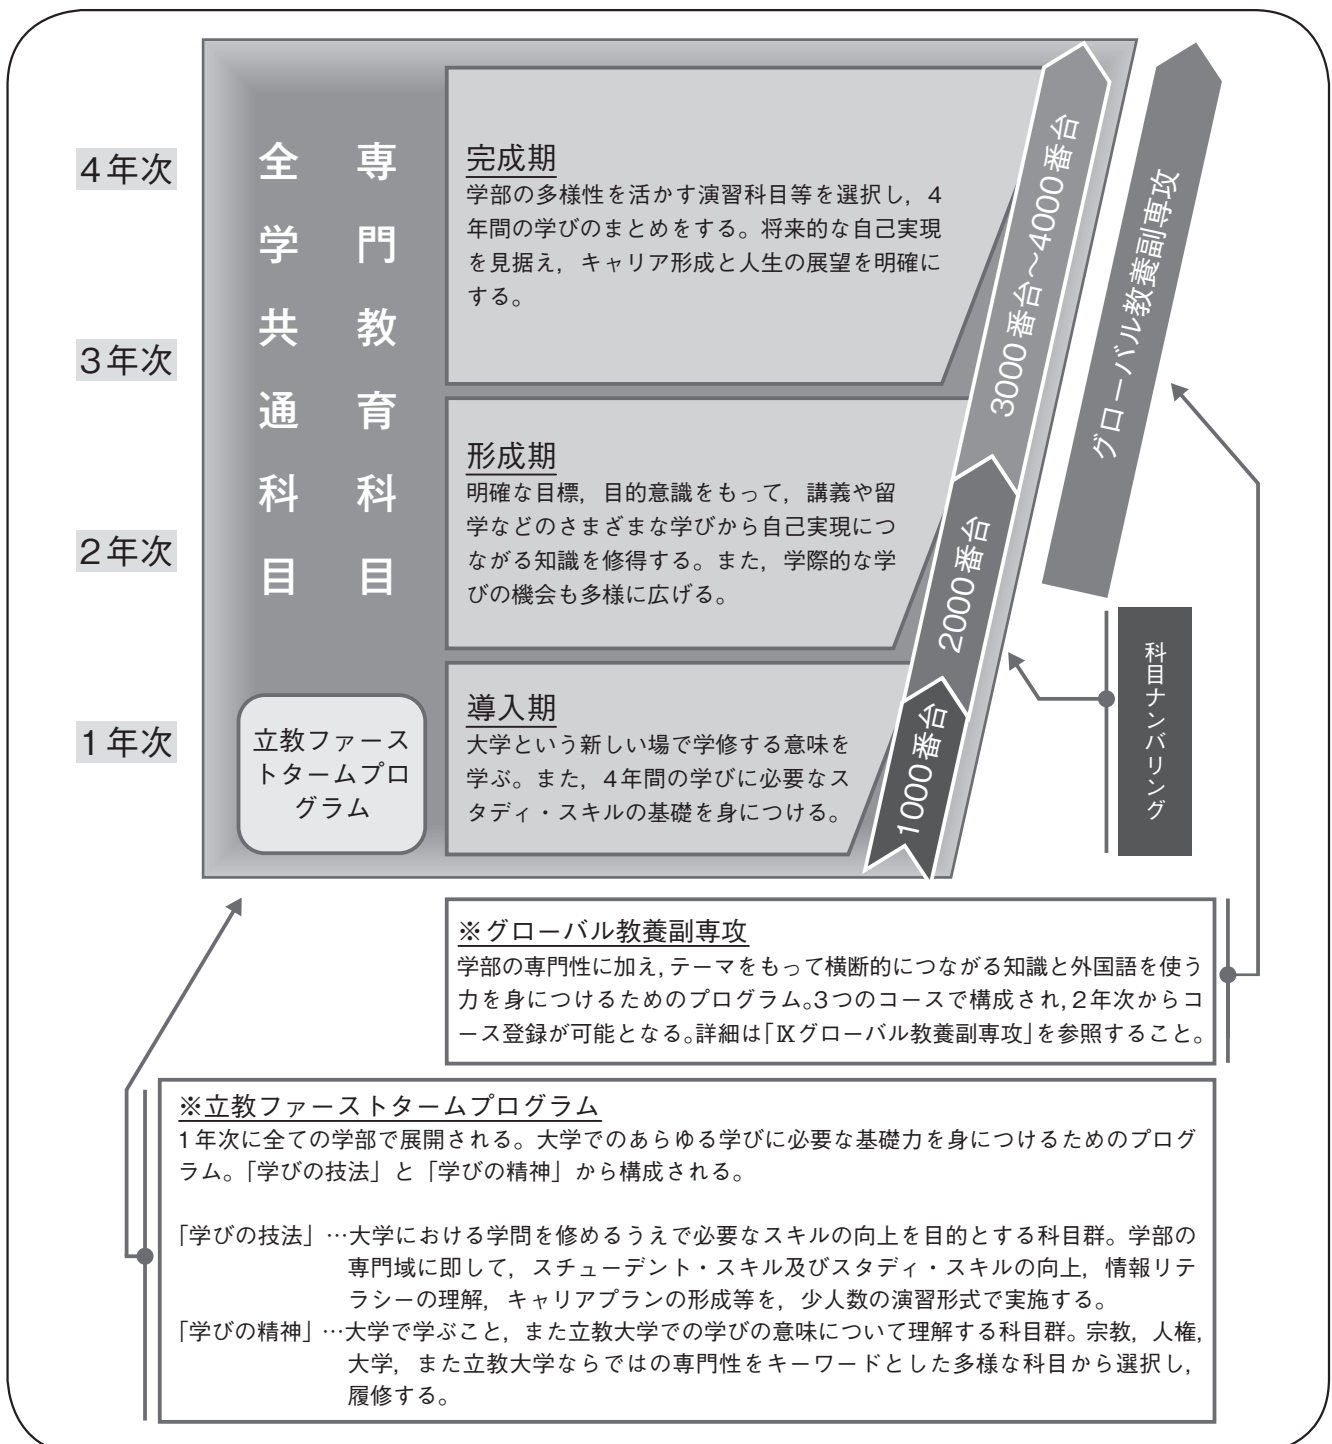 4年次
3年次
2年次
1年次
全学共通科目
専門教育科目
立教ファース
トタームプロ
グラム
完成期
学部の多様性を活かす演習科目等を選択し，4
年間の学びのまとめをする。将来的な自己実現
を見据え，キャリア形成と人生の展望を明確に
する。
形成期
明確な目標，目的意識をもって，講義や留
学などのさまざまな学びから自己実現につ
ながる知識を修得する。また，学際的な学
びの機会も多様に広げる。
導入期
大学という新しい場で学修する意味を
学ぶ。また，4年間の学びに必要なス
タディ・スキルの基礎を身につける。
3000番台～4000番台
2000番台
1000番台
グローバル教養副専攻
科目ナンバリング
※グローバル教養副専攻
学部の専門性に加え，テーマをもって横断的につながる知識と外国語を使う
力を身につけるためのプログラム。3つのコースで構成され，2年次からコ
ース登録が可能となる。詳細は「Ⅸグローバル教養副専攻」を参照すること。
※立教ファーストタームプログラム
1年次に全ての学部で展開される。大学でのあらゆる学びに必要な基礎力を身につけるためのプログ
ラム。「学びの技法」と「学びの精神」から構成される。
「学びの技法」…大学における学問を修めるうえで必要なスキルの向上を目的とする科目群。学部の
専門域に即して，スチューデント・スキル及びスタディ・スキルの向上，情報リテ
ラシーの理解，キャリアプランの形成等を，少人数の演習形式で実施する。
「学びの精神」…大学で学ぶこと，また立教大学での学びの意味について理解する科目群。宗教，人権，
大学，また立教大学ならではの専門性をキーワードとした多様な科目から選択し，
履修する。